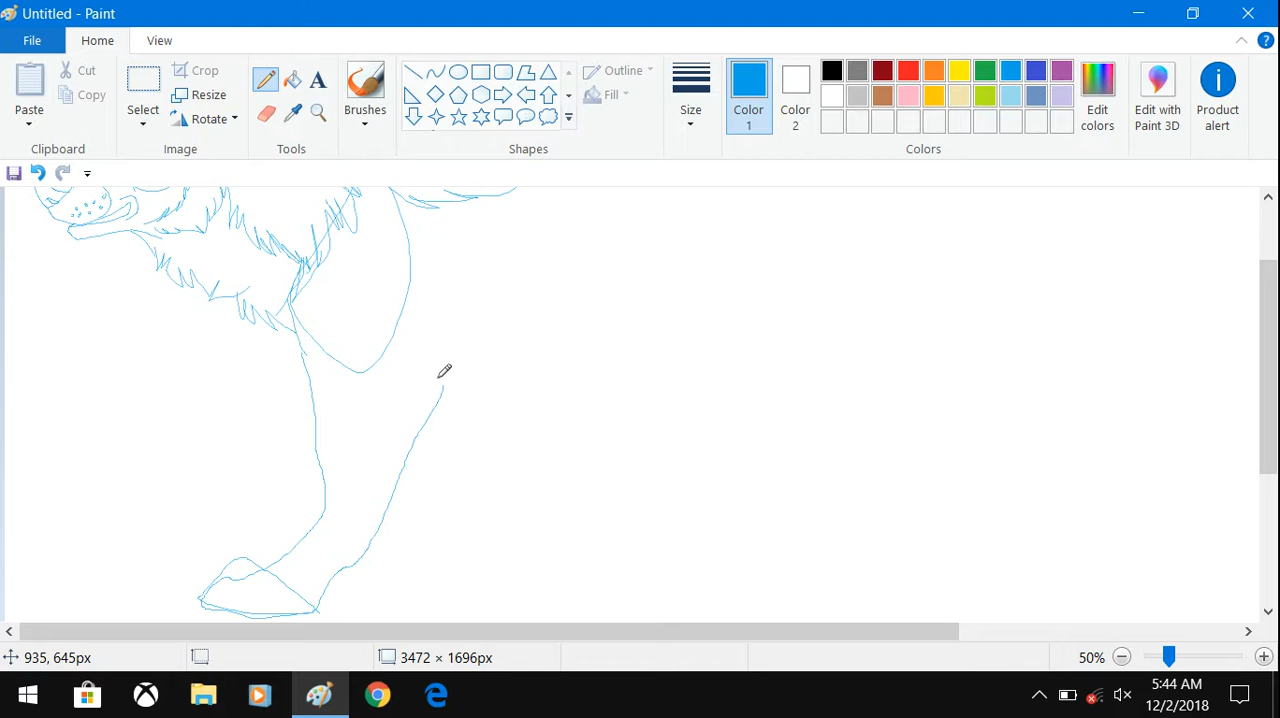 Untitled - Paint
File Home View
Paste
Cut
Copy
Clipboard
Select
Crop
Resize
Rotate
Image
A
Tools
Brushes
Shapes
Outline
Fill
Size
Color 1
Color 2
Colors
Edit colors
Edit with Paint 3D
Product alert
935, 645px
3472 × 1696px
50%
5:44 AM
12/2/2018